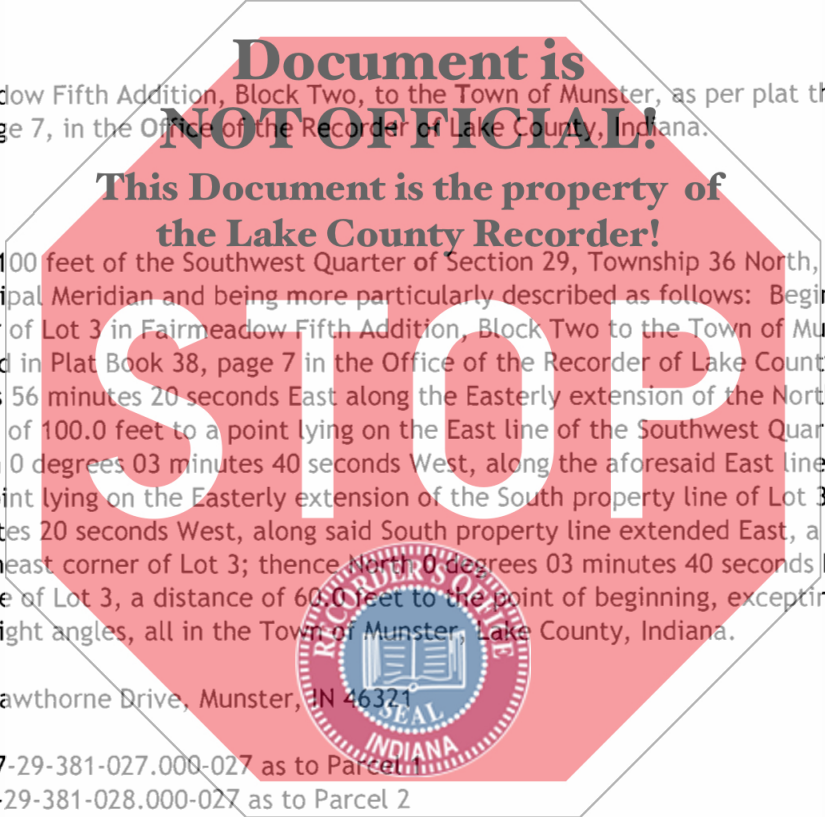 Document is
dow Fifth Addition, Block Two, to the Town of Munster, as per plat th
NOT OFFICIAL!
ge 7, in the Office of the Recorder of Lake County, Indiana.
This Document is the property of
the Lake County Recorder!
100 feet of the Southwest Quarter of Section 29, Township 36 North,
ipal Meridian and being more particularly described as follows: Begin
of Lot 3 in Fairmeadow Fifth Addition, Block Two to the Town of Mu
d in Plat Book 38, page 7 in the Office of the Recorder of Lake Count
56 minutes 20 seconds East along the Easterly extension of the Nort
STOP
of 100.0 feet to a point lying on the East line of the Southwest Quar
0 degrees 03 minutes 40 seconds West, along the aforesaid East line
int lying on the Easterly extension of the South property line of Lot 3
tes 20 seconds West, along said South property line extended East, a
east corner of Lot 3; thence North 0 degrees 03 minutes 40 seconds
e of Lot 3, a distance of 60.0 feet to the point of beginning, exceptin
ight angles, all in the Town of Munster, Lake County, Indiana.
RECORDER'S OFFICE
awthorne Drive, Munster, IN 46321
SEAL
INDIANA
7-29-381-027.000-027 as to Parcel 1
-29-381-028.000-027 as to Parcel 2